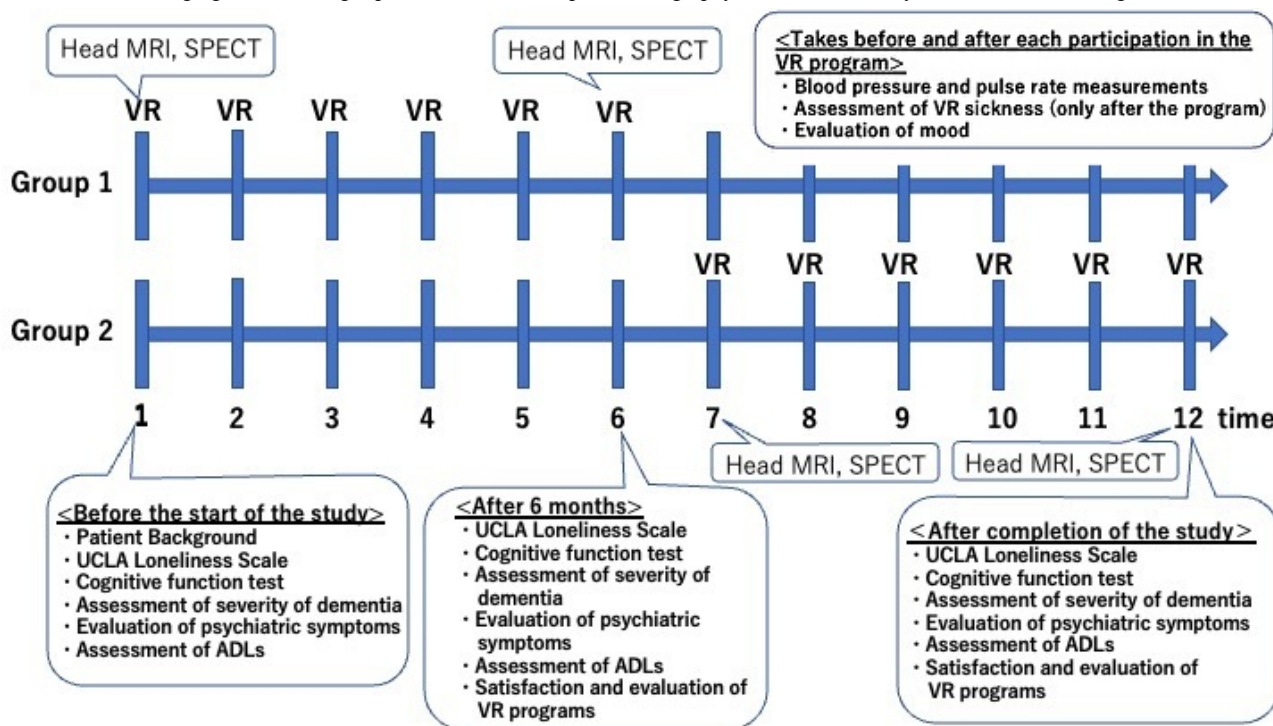 Head MRI, SPECT
Head MRI, SPECT
<Takes before and after each participation in the
VR program>
・Blood pressure and pulse rate measurements
・Assessment of VR sickness (only after the program)
・Evaluation of mood
VR VR VR VR VR VR
Group 1
VR VR VR VR VR VR
Group 2
1 2 3 4 5 6 7 8 9 10 11 12 time
Head MRI, SPECT
Head MRI, SPECT
<Before the start of the study>
・Patient Background
・UCLA Loneliness Scale
・Cognitive function test
・Assessment of severity of dementia
・Evaluation of psychiatric symptoms
・Assessment of ADLs
<After 6 months>
・UCLA Loneliness Scale
・Cognitive function test
・Assessment of severity of
dementia
・Evaluation of psychiatric
symptoms
・Assessment of ADLs
・Satisfaction and evaluation of
VR programs
<After completion of the study>
・UCLA Loneliness Scale
・Cognitive function test
・Assessment of severity of dementia
・Evaluation of psychiatric symptoms
・Assessment of ADLs
・Satisfaction and evaluation of
VR programs